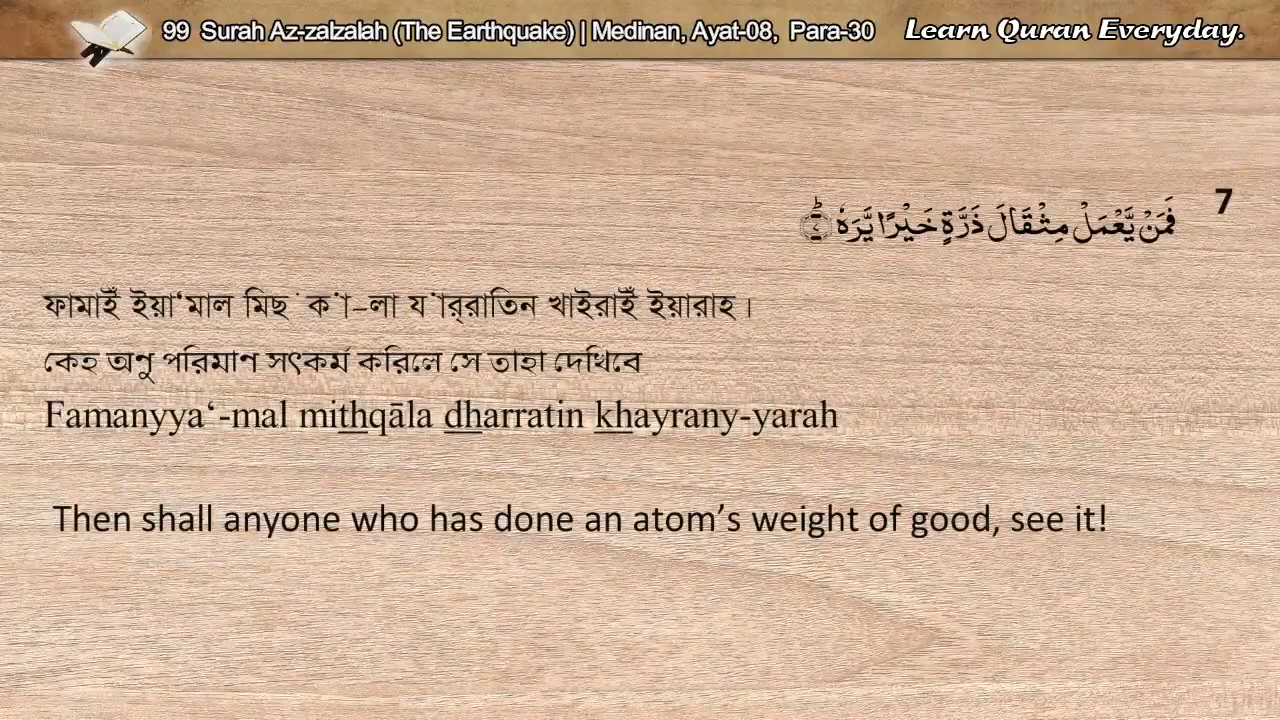 99 Surah Az-zalzalah (The Earthquake) | Medinan, Ayat-08, Para-30 Learn Quran Everyday.
7
فَمَنْ يَّعْمَلْ مِثْقَالَ ذَرَّةٍ خَيْرًا يَّرَهٗ ؕ
ফামাইঁ ইয়া‘মাল মিছ ক া-লা য ার্‌রাতিন খাইরাইঁ ইয়ারাহ।
কেহ অণু পরিমাণ সৎকর্ম করিলে সে তাহা দেখিবে
Famanyya‘-mal mithqāla dharratin khayrany-yarah
Then shall anyone who has done an atom’s weight of good, see it!